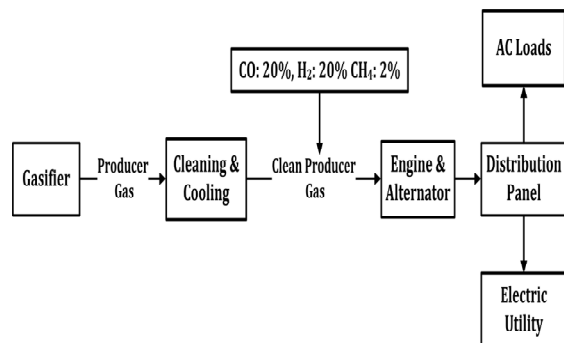 AC Loads
CO: 20%, H₂: 20% CH₄: 2%
Gasifier
Producer
Gas
Cleaning &
Cooling
Clean Producer
Gas
Engine &
Alternator
Distribution
Panel
Electric
Utility